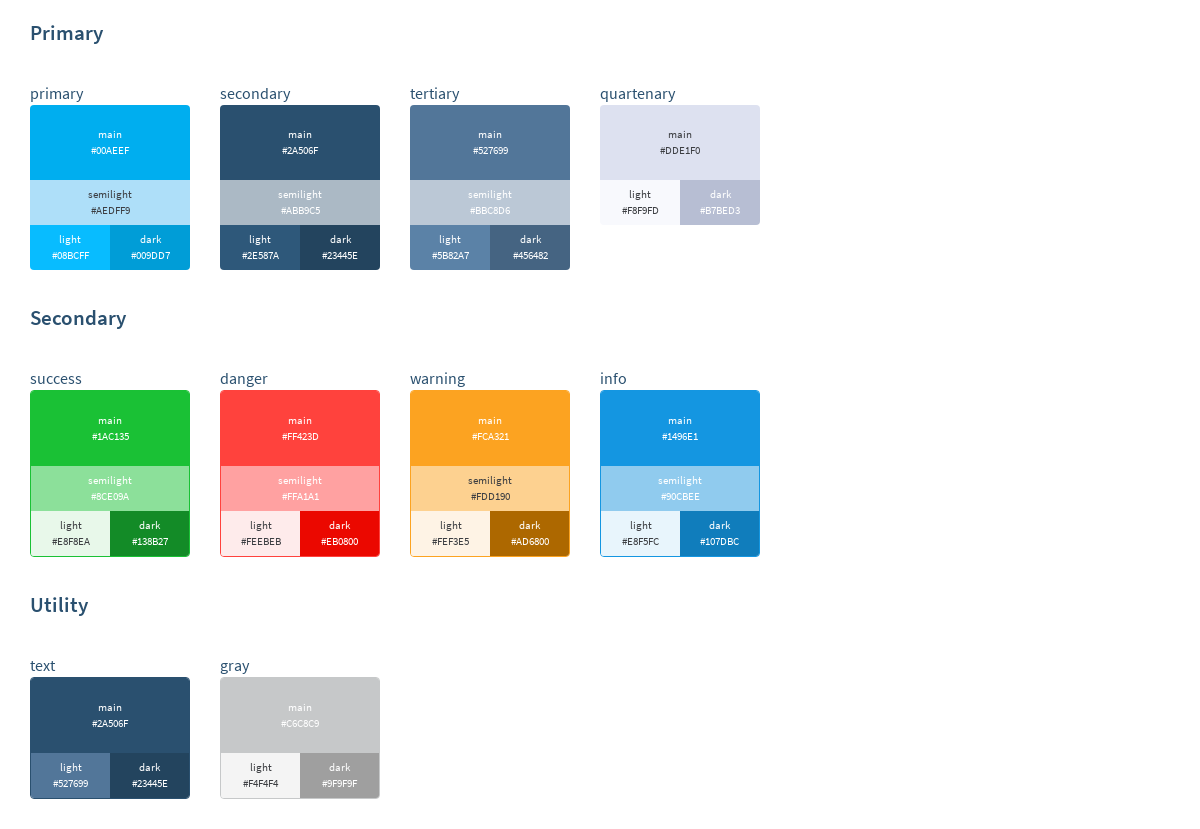 Primary
primary
secondary
tertiary
quartenary
main
#00AEEF
main
#2A506F
main
#527699
main
#DDE1F0
semilight
#AEDFF9
semilight
#ABB9C5
semilight
#BBC8D6
light
#F8F9FD
dark
#B7BED3
light
#08BCFF
dark
#009DD7
light
#2E587A
dark
#23445E
light
#5B82A7
dark
#456482
Secondary
success
danger
warning
info
main
#1AC135
main
#FF423D
main
#FCA321
main
#1496E1
semilight
#8CE09A
semilight
#FFA1A1
semilight
#FDD190
semilight
#90CBEE
light
#E8F8EA
dark
#138B27
light
#FEEBEB
dark
#EB0800
light
#FEF3E5
dark
#AD6800
light
#E8F5FC
dark
#107DBC
Utility
text
gray
main
#2A506F
main
#C6C8C9
light
#527699
dark
#23445E
light
#F4F4F4
dark
#9F9F9F